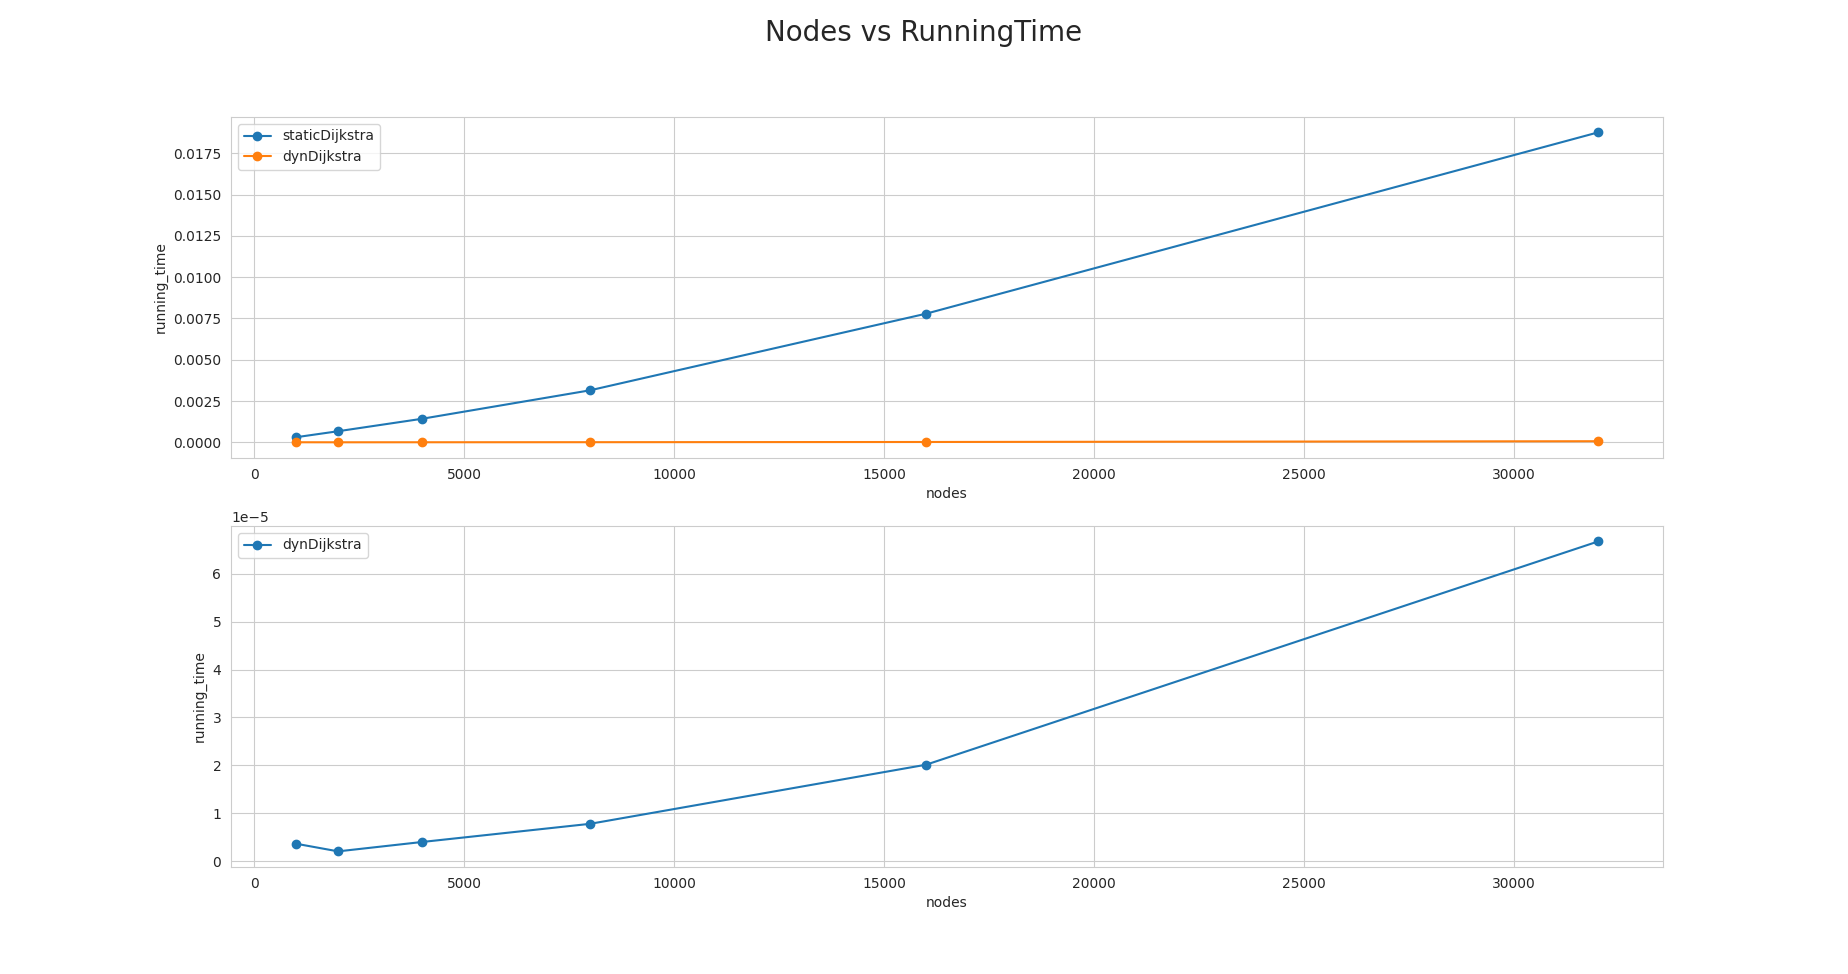 Nodes vs RunningTime
staticDijkstra
dynDijkstra
0.0175
0.0150
0.0125
0.0100
0.0075
0.0050
0.0025
0.0000
running_time
0 5000 10000 15000 20000 25000 30000
nodes
1e−5
dynDijkstra
6
5
4
3
2
1
0
running_time
0 5000 10000 15000 20000 25000 30000
nodes